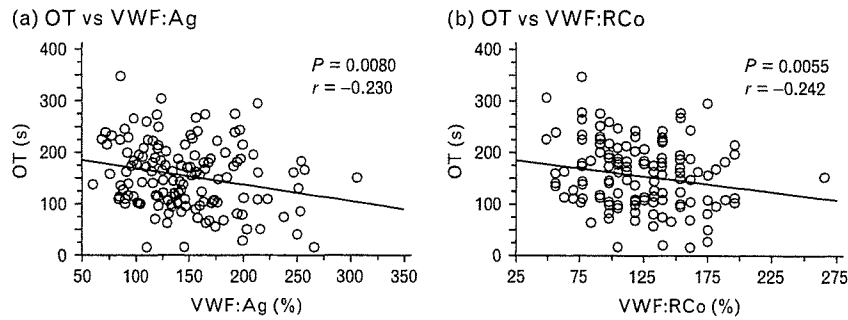 (a) OT vs VWF:Ag
400
300
200
100
0
OT (s)
P = 0.0080
r = −0.230
50 100 150 200 250 300 350
VWF:Ag (%)
(b) OT vs VWF:RCo
400
300
200
100
0
OT (s)
P = 0.0055
r = −0.242
25 75 125 175 225 275
VWF:RCo (%)